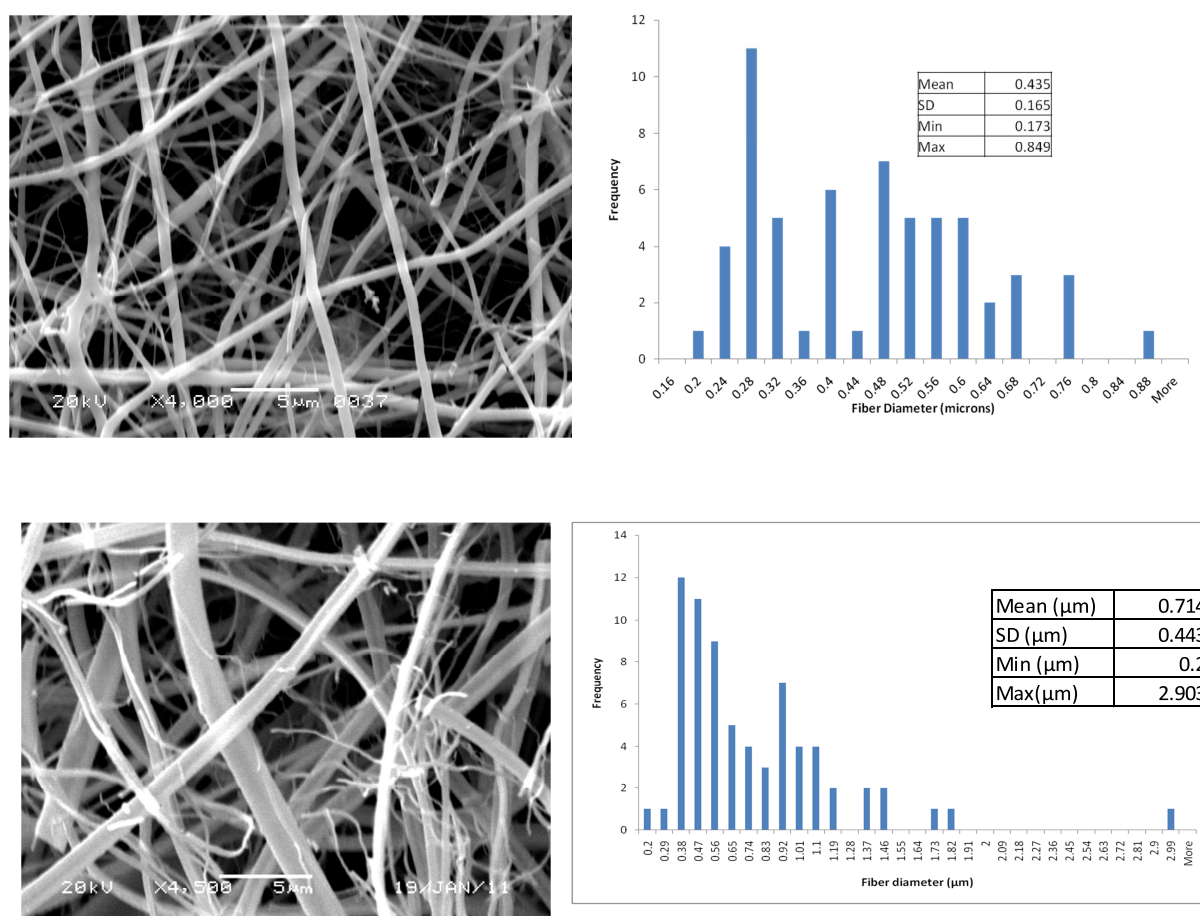 20kV X4,000 5μm 0037
12
10
8
6
4
2
0
Frequency
Mean 0.435
SD 0.165
Min 0.173
Max 0.849
0.16 0.2 0.24 0.28 0.32 0.36 0.4 0.44 0.48 0.52 0.56 0.6 0.64 0.68 0.72 0.76 0.8 0.84 0.88 More
Fiber Diameter (microns)
20kV X4,500 5μm 19/JAN/11
14
12
10
8
6
4
2
0
Frequency
Mean (μm) 0.714
SD (μm) 0.443
Min (μm) 0.2
Max(μm) 2.903
0.2 0.29 0.38 0.47 0.56 0.65 0.74 0.83 0.92 1.01 1.1 1.19 1.28 1.37 1.46 1.55 1.64 1.73 1.82 1.91 2 2.09 2.18 2.27 2.36 2.45 2.54 2.63 2.72 2.81 2.9 2.99 More
Fiber diameter (μm)